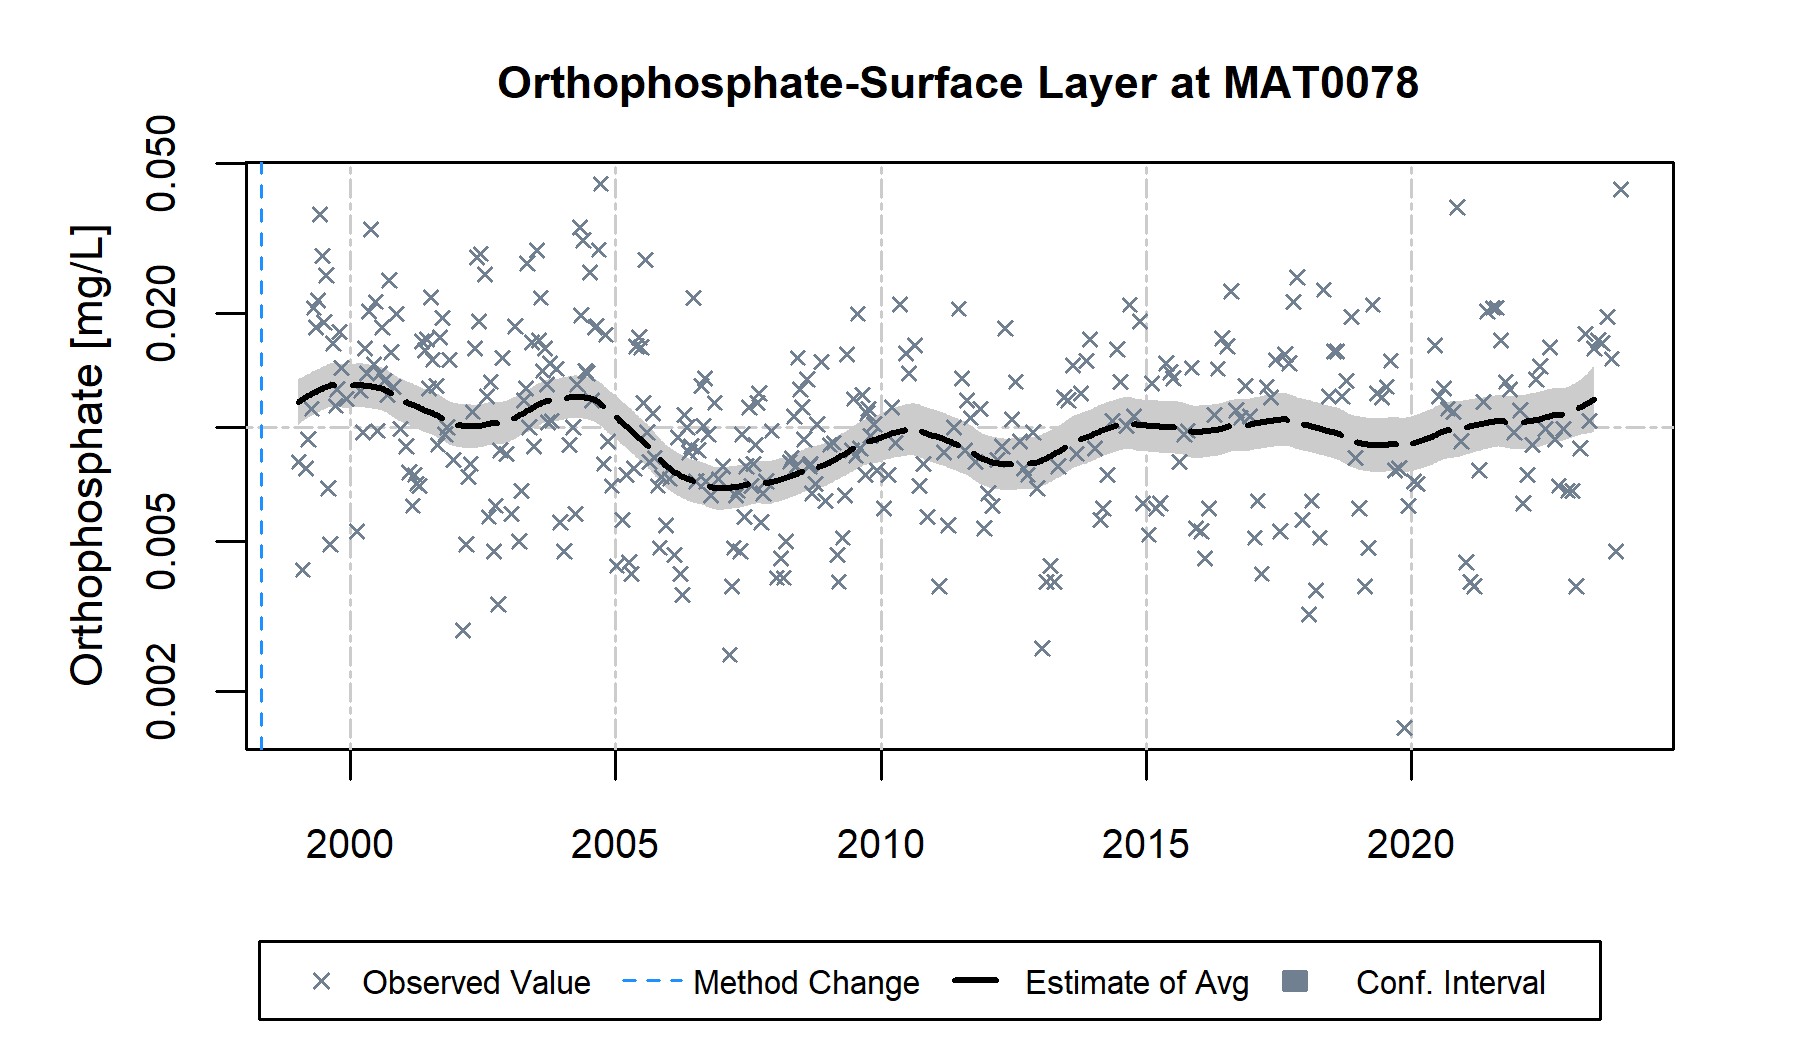 Orthophosphate-Surface Layer at MAT0078
Orthophosphate [mg/L]
0.050
0.020
0.005
0.002
2000 2005 2010 2015 2020
Observed Value Method Change Estimate of Avg Conf. Interval